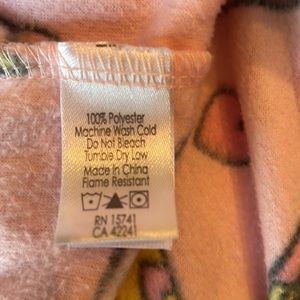 100% Polyester
Machine Wash Cold
Do Not Bleach
Tumble Dry Low
Made in China
Flame Resistant
RN 15741
CA 42241